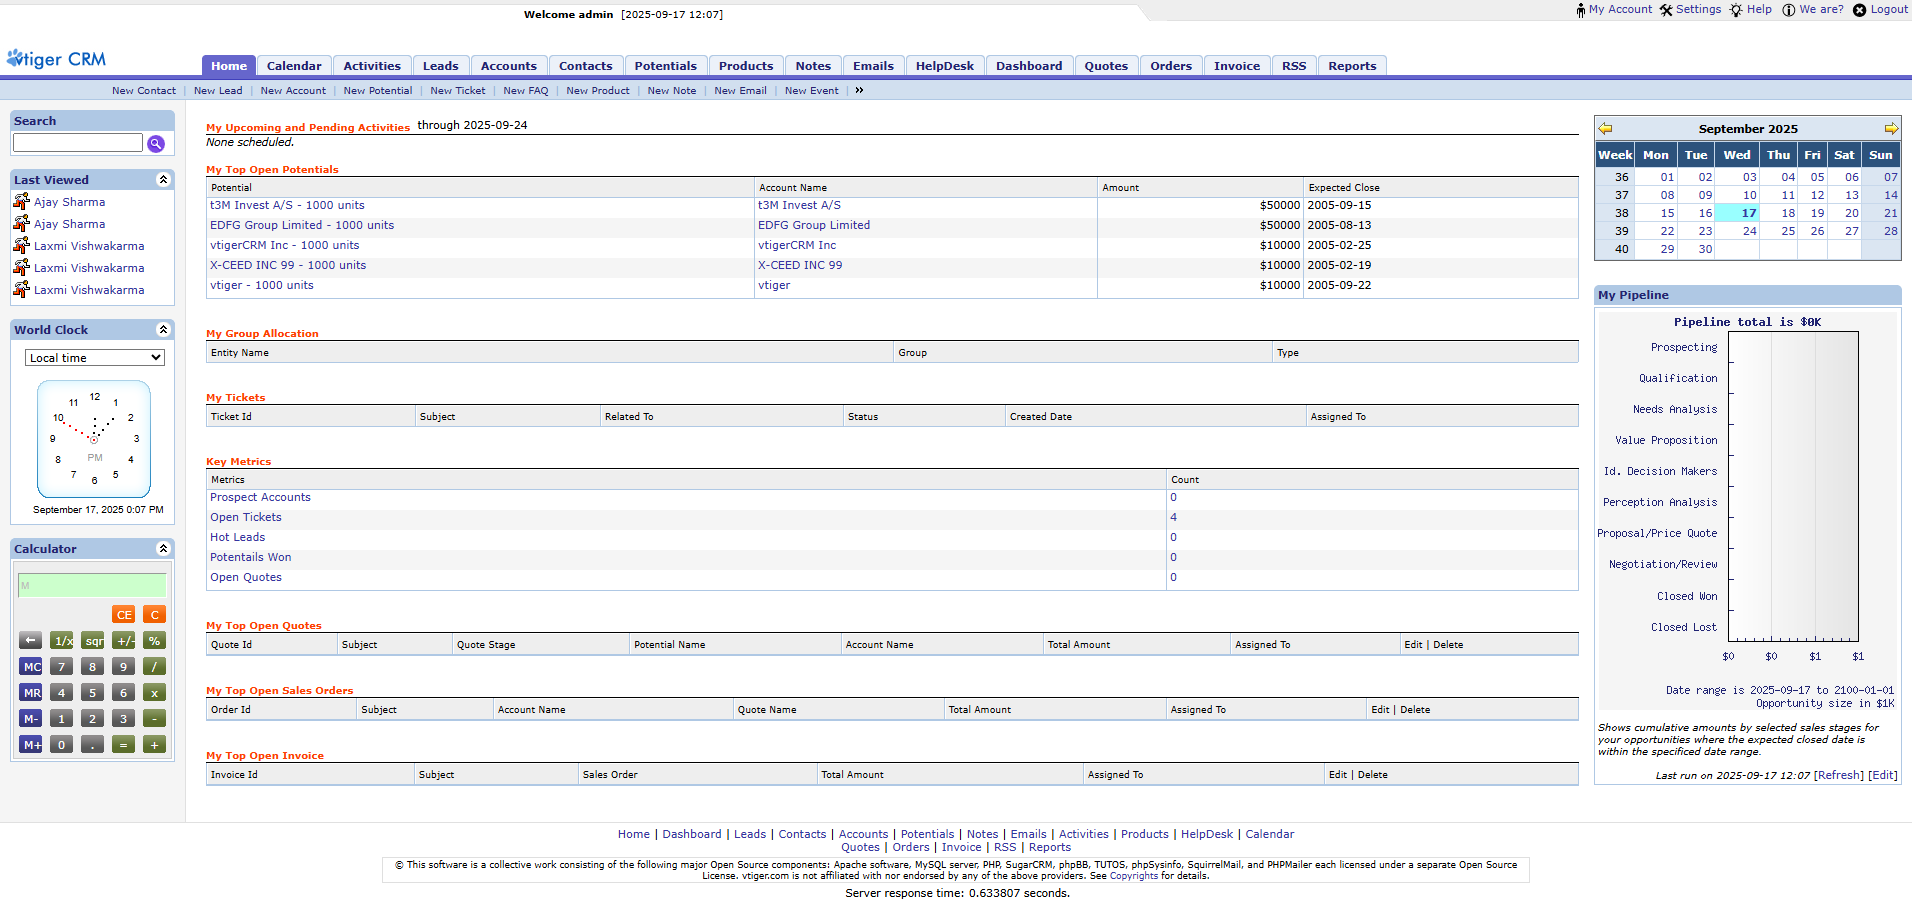 Welcome admin [2025-09-17 12:07]
My Account Settings Help We are? Logout
vtiger CRM
Home Calendar Activities Leads Accounts Contacts Potentials Products Notes Emails HelpDesk Dashboard Quotes Orders Invoice RSS Reports
New Contact | New Lead | New Account | New Potential | New Ticket | New FAQ | New Product | New Note | New Email | New Event | »
Search
Last Viewed
Ajay Sharma
Ajay Sharma
Laxmi Vishwakarma
Laxmi Vishwakarma
Laxmi Vishwakarma
World Clock
Local time
12
11 1
10 2
9 3
PM
8 4
7 5
6
September 17, 2025 0:07 PM
Calculator
M
CE C
← 1/x sqr +/- %
MC 7 8 9 /
MR 4 5 6 x
M- 1 2 3 -
M+ 0 . = +
My Upcoming and Pending Activities through 2025-09-24
None scheduled.
My Top Open Potentials
Potential Account Name Amount Expected Close
t3M Invest A/S - 1000 units t3M Invest A/S $50000 2005-09-15
EDFG Group Limited - 1000 units EDFG Group Limited $50000 2005-08-13
vtigerCRM Inc - 1000 units vtigerCRM Inc $10000 2005-02-25
X-CEED INC 99 - 1000 units X-CEED INC 99 $10000 2005-02-19
vtiger - 1000 units vtiger $10000 2005-09-22
My Group Allocation
Entity Name Group Type
My Tickets
Ticket Id Subject Related To Status Created Date Assigned To
Key Metrics
Metrics Count
Prospect Accounts 0
Open Tickets 4
Hot Leads 0
Potentails Won 0
Open Quotes 0
My Top Open Quotes
Quote Id Subject Quote Stage Potential Name Account Name Total Amount Assigned To Edit | Delete
My Top Open Sales Orders
Order Id Subject Account Name Quote Name Total Amount Assigned To Edit | Delete
My Top Open Invoice
Invoice Id Subject Sales Order Total Amount Assigned To Edit | Delete
September 2025
Week Mon Tue Wed Thu Fri Sat Sun
36 01 02 03 04 05 06 07
37 08 09 10 11 12 13 14
38 15 16 17 18 19 20 21
39 22 23 24 25 26 27 28
40 29 30
My Pipeline
Pipeline total is $0K
Prospecting
Qualification
Needs Analysis
Value Proposition
Id. Decision Makers
Perception Analysis
Proposal/Price Quote
Negotiation/Review
Closed Won
Closed Lost
$0 $0 $1 $1
Date range is 2025-09-17 to 2100-01-01
Opportunity size in $1K
Shows cumulative amounts by selected sales stages for
your opportunities where the expected closed date is
within the specificed date range.
Last run on 2025-09-17 12:07 [Refresh] [Edit]
Home | Dashboard | Leads | Contacts | Accounts | Potentials | Notes | Emails | Activities | Products | HelpDesk | Calendar
Quotes | Orders | Invoice | RSS | Reports
© This software is a collective work consisting of the following major Open Source components: Apache software, MySQL server, PHP, SugarCRM, phpBB, TUTOS, phpSysinfo, SquirrelMail, and PHPMailer each licensed under a separate Open Source
License. vtiger.com is not affiliated with nor endorsed by any of the above providers. See Copyrights for details.
Server response time: 0.633807 seconds.